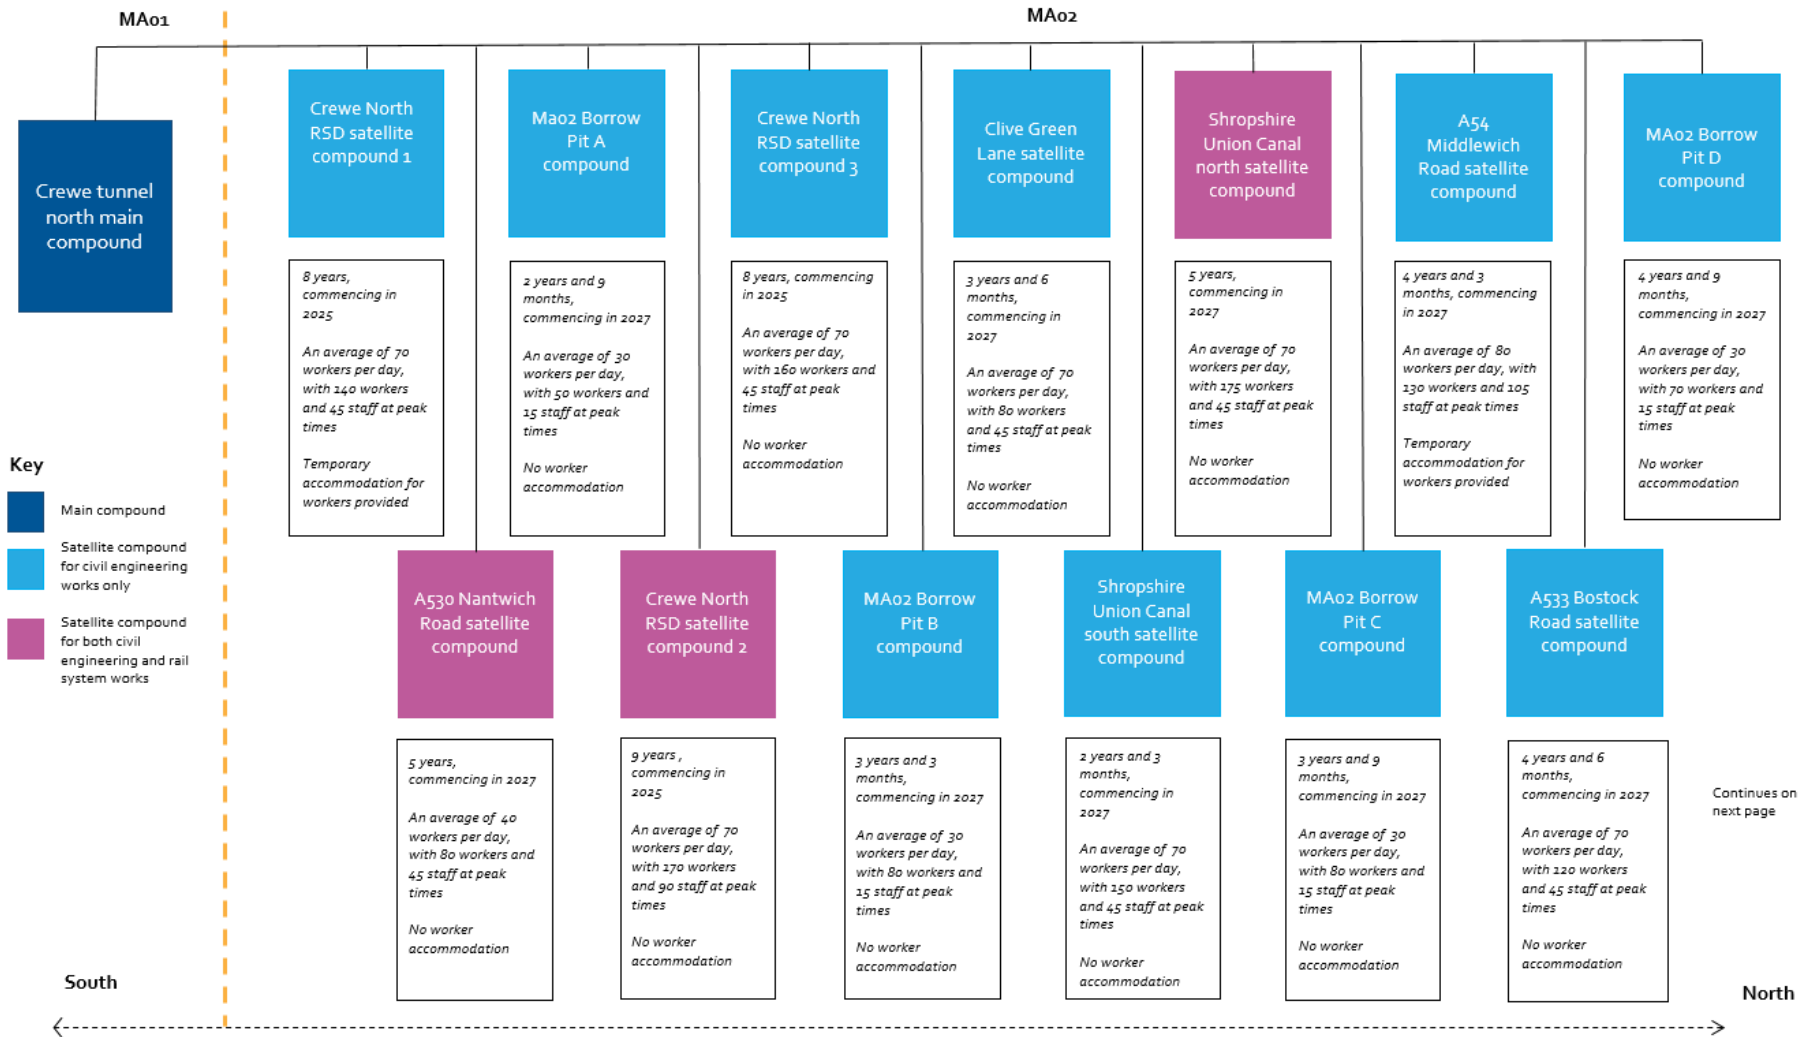 MA01
MA02
Crewe tunnel
north main
compound
Crewe North
RSD satellite
compound 1
8 years,
commencing in
2025
An average of 70
workers per day,
with 140 workers
and 45 staff at peak
times
Temporary
accommodation for
workers provided
Ma02 Borrow
Pit A
compound
2 years and 9
months,
commencing in 2027
An average of 30
workers per day,
with 50 workers and
15 staff at peak
times
No worker
accommodation
Crewe North
RSD satellite
compound 3
8 years, commencing
in 2025
An average of 70
workers per day,
with 160 workers and
45 staff at peak
times
No worker
accommodation
Clive Green
Lane satellite
compound
3 years and 6
months,
commencing in
2027
An average of 70
workers per day,
with 80 workers
and 45 staff at peak
times
No worker
accommodation
Shropshire
Union Canal
north satellite
compound
5 years,
commencing in
2027
An average of 70
workers per day,
with 175 workers
and 45 staff at peak
times
No worker
accommodation
A54
Middlewich
Road satellite
compound
4 years and 3
months, commencing
in 2027
An average of 80
workers per day, with
130 workers and 105
staff at peak times
Temporary
accommodation for
workers provided
MA02 Borrow
Pit D
compound
4 years and 9
months,
commencing in 2027
An average of 30
workers per day,
with 70 workers and
15 staff at peak
times
No worker
accommodation
Key
Main compound
Satellite compound
for civil engineering
works only
Satellite compound
for both civil
engineering and rail
system works
A530 Nantwich
Road satellite
compound
5 years,
commencing in 2027
An average of 40
workers per day,
with 80 workers and
45 staff at peak
times
No worker
accommodation
Crewe North
RSD satellite
compound 2
9 years ,
commencing in
2025
An average of 70
workers per day,
with 170 workers
and 90 staff at peak
times
No worker
accommodation
MA02 Borrow
Pit B
compound
3 years and 3
months,
commencing in 2027
An average of 30
workers per day,
with 80 workers and
15 staff at peak
times
No worker
accommodation
Shropshire
Union Canal
south satellite
compound
2 years and 3
months,
commencing in
2027
An average of 70
workers per day,
with 150 workers
and 45 staff at peak
times
No worker
accommodation
MA02 Borrow
Pit C
compound
3 years and 9
months,
commencing in 2027
An average of 30
workers per day,
with 80 workers and
15 staff at peak
times
No worker
accommodation
A533 Bostock
Road satellite
compound
4 years and 6
months,
commencing in 2027
An average of 70
workers per day,
with 120 workers
and 45 staff at peak
times
No worker
accommodation
Continues on
next page
South
North